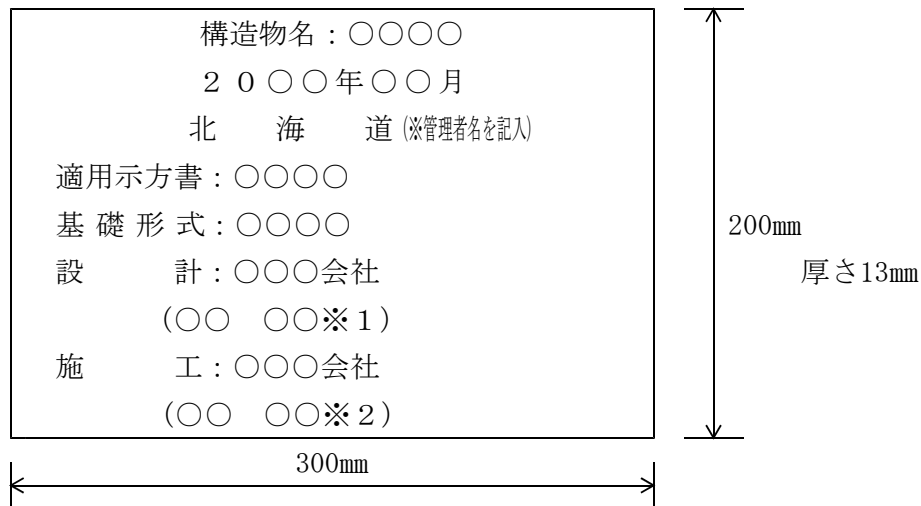 構造物名：○○○○
２０○○年○○月
北　海　道(※管理者名を記入)
適用示方書：○○○○
基礎形式：○○○○
設　　計：○○○会社
(○○　○○※１)
施　　工：○○○会社
(○○　○○※２)
200mm
厚さ13mm
300mm